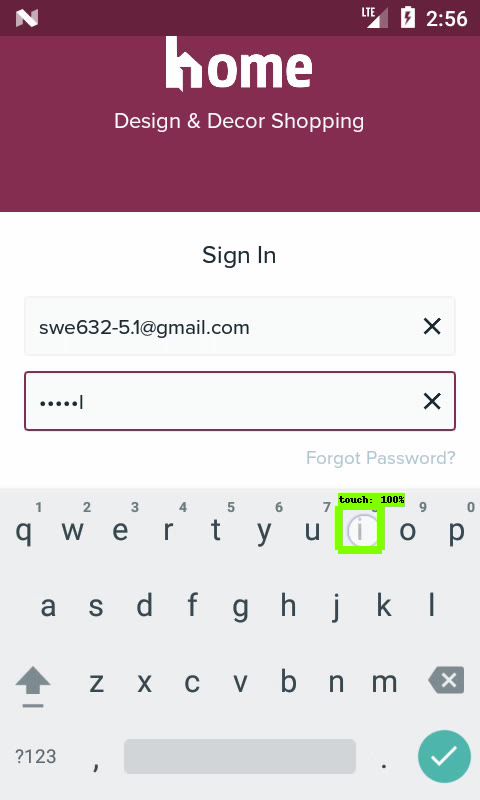 LTE 2:56
home
Design & Decor Shopping
Sign In
swe632-5.1@gmail.com
•••••
Forgot Password?
touch: 100%
1 2 3 4 5 6 7 9 0
q w e r t y u i o p
a s d f g h j k l
z x c v b n m
?123 , .